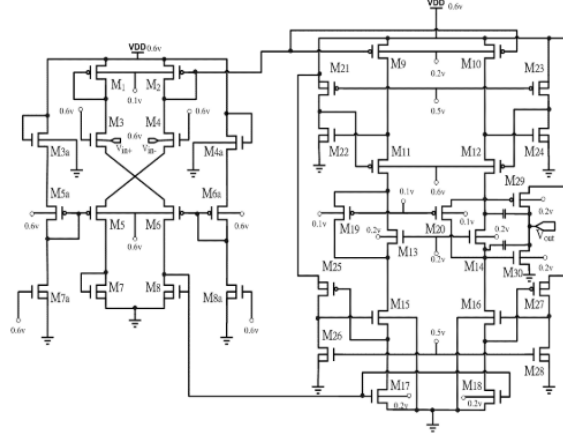 VDD 0.6v
VDD
0.6v
M1 M2
0.1v
0.6v
M3 0.6v M4
0.6v
Vin+ Vin-
M3a
M4a
M5a
M6a
0.6v
M5 M6
0.6v
0.6v
M7 M8
M7a
M8a
0.6v
0.6v
M21
M9
0.2v
M10
M23
M22
M11
M12
M24
0.6v
M29
0.2v
0.1v
0.1v
M19
0.2v
M20
0.1v
0.2v
Vout
M13
0.2v
M14
M30
0.2v
M25
M27
M15
M16
M26
0.5v
M28
M17
0.2v
M18
0.2v